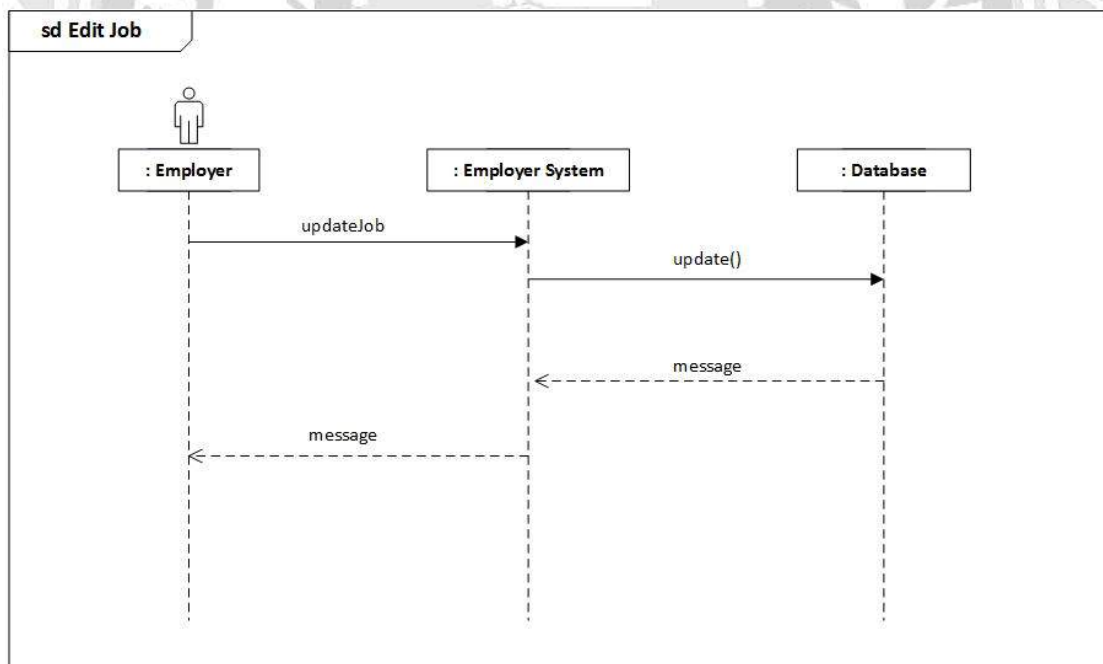 sd Edit Job
: Employer
: Employer System
: Database
updateJob
update()
message
message